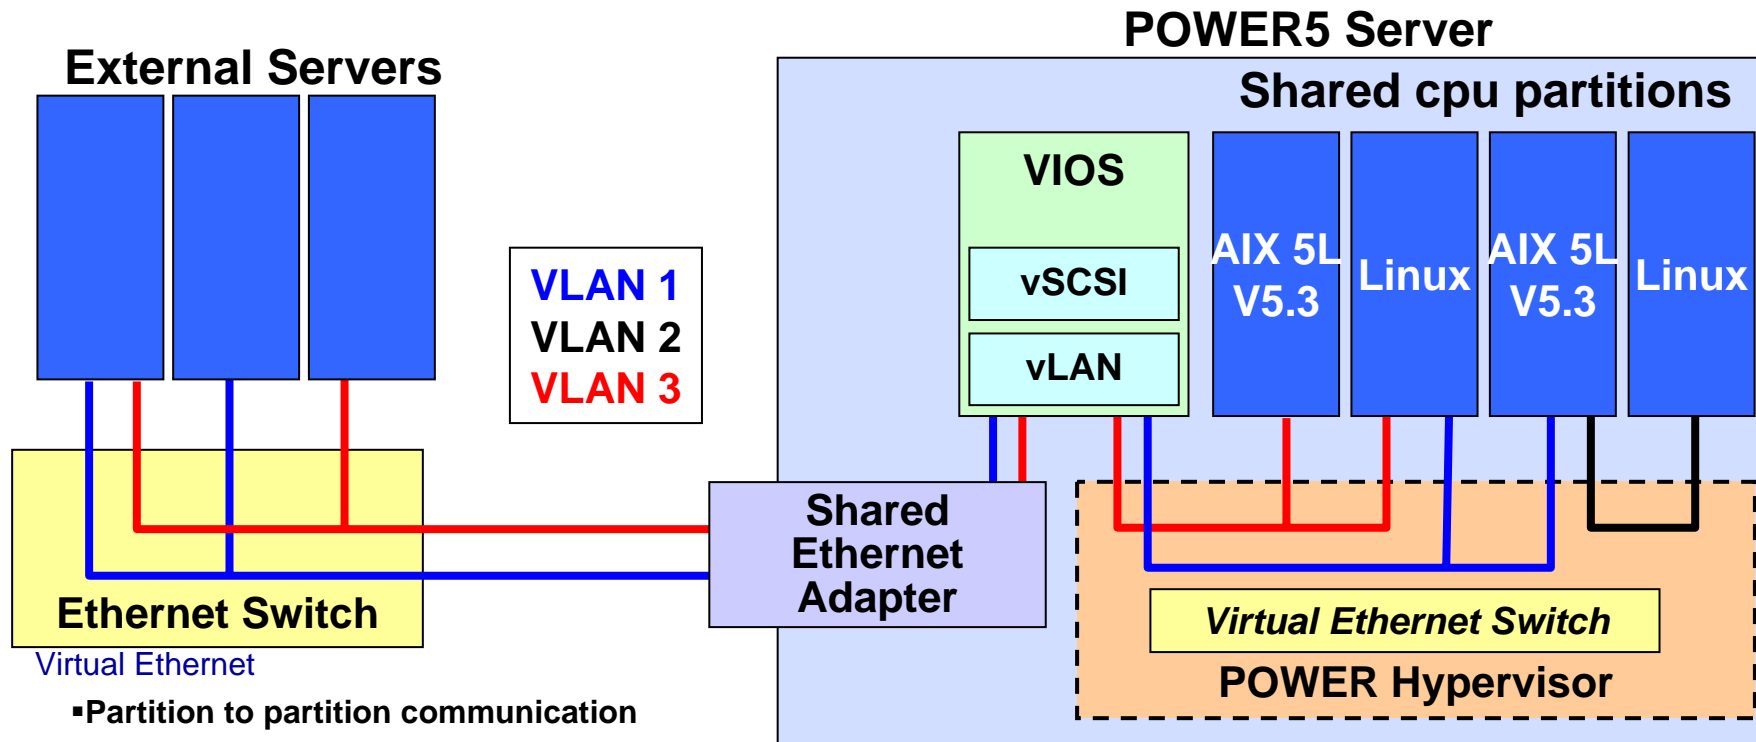 POWER5 Server
External Servers
Shared cpu partitions
VIOS
vSCSI
vLAN
AIX 5L
V5.3
Linux
AIX 5L
V5.3
Linux
VLAN 1
VLAN 2
VLAN 3
Shared
Ethernet
Adapter
Ethernet Switch
Virtual Ethernet Switch
POWER Hypervisor
Virtual Ethernet
▪Partition to partition communication